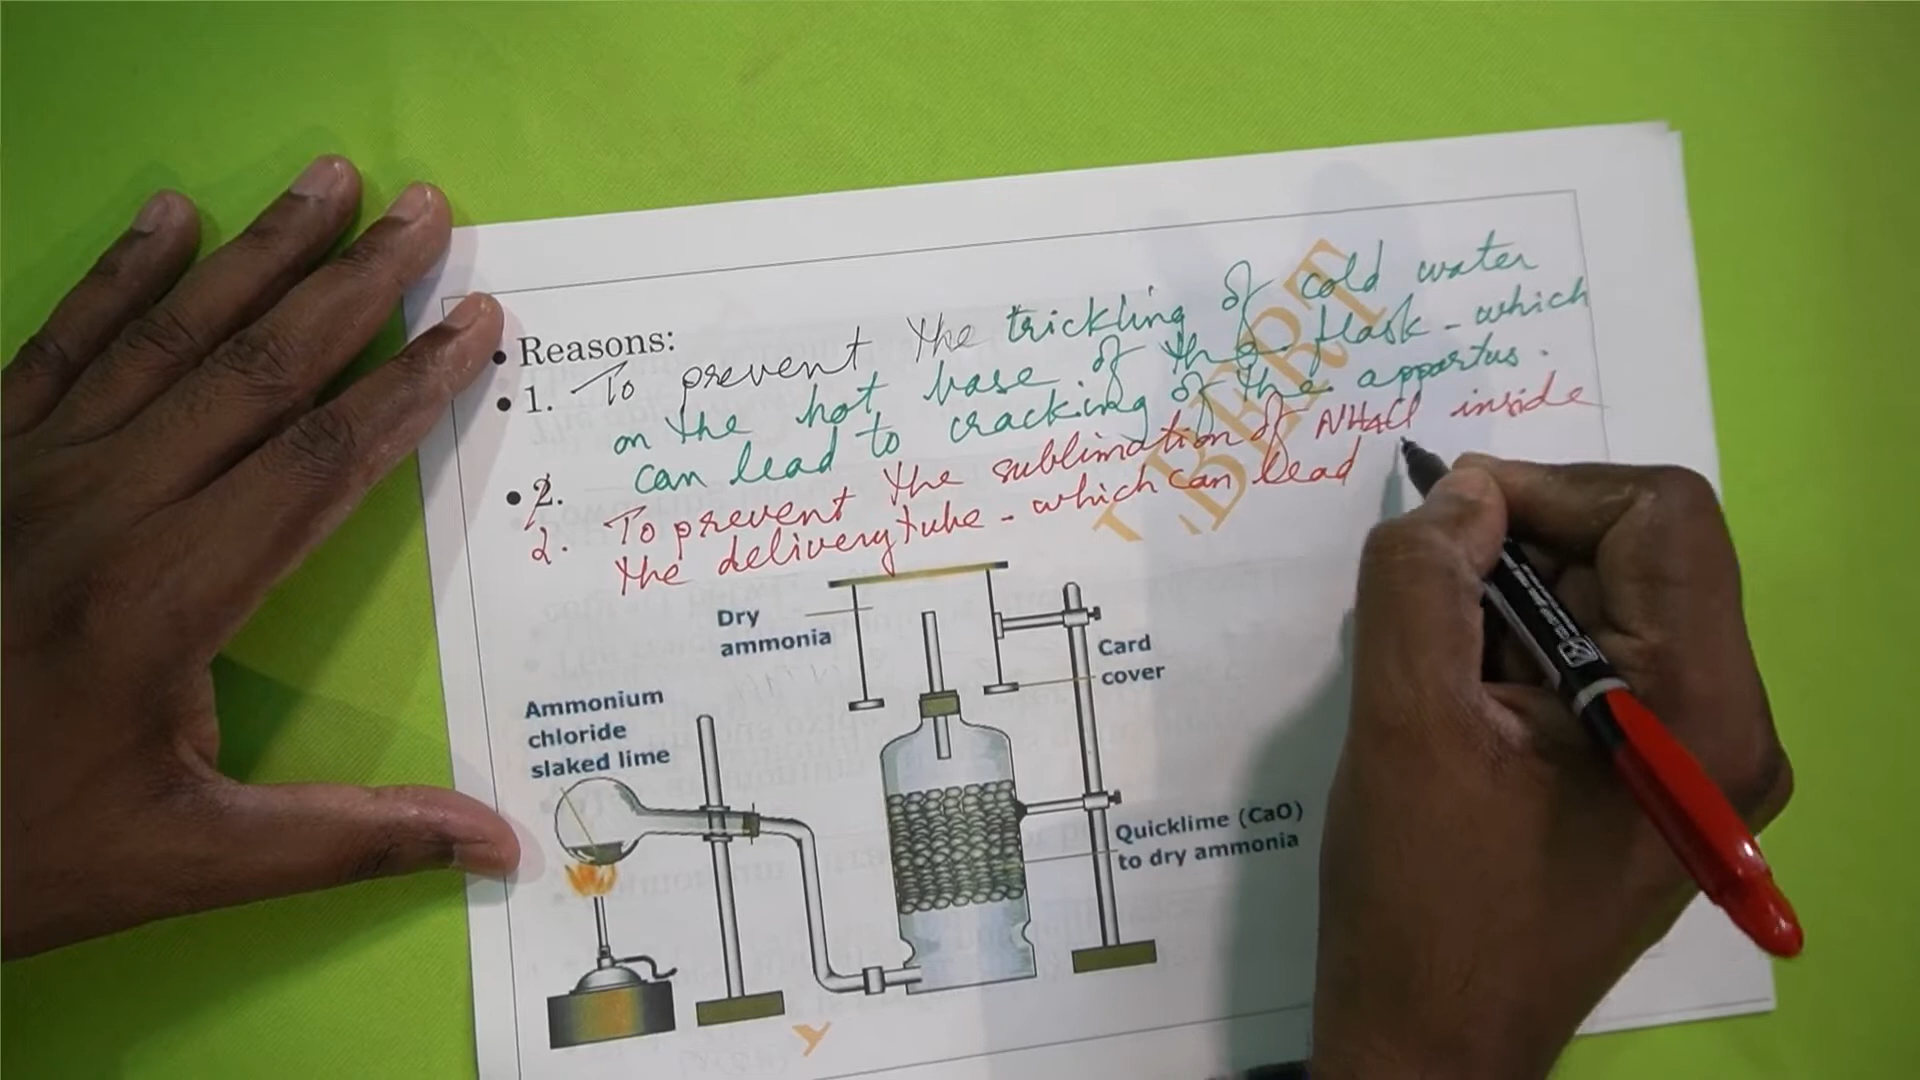 • Reasons:
• 1. To prevent the trickling of cold water
on the hot base of the flask - which
can lead to cracking of the appartus.
• 2.
2. To prevent the sublimation of NH4Cl inside
the delivery tube - which can lead
Dry
ammonia
Card
cover
Ammonium
chloride
slaked lime
Quicklime (CaO)
to dry ammonia